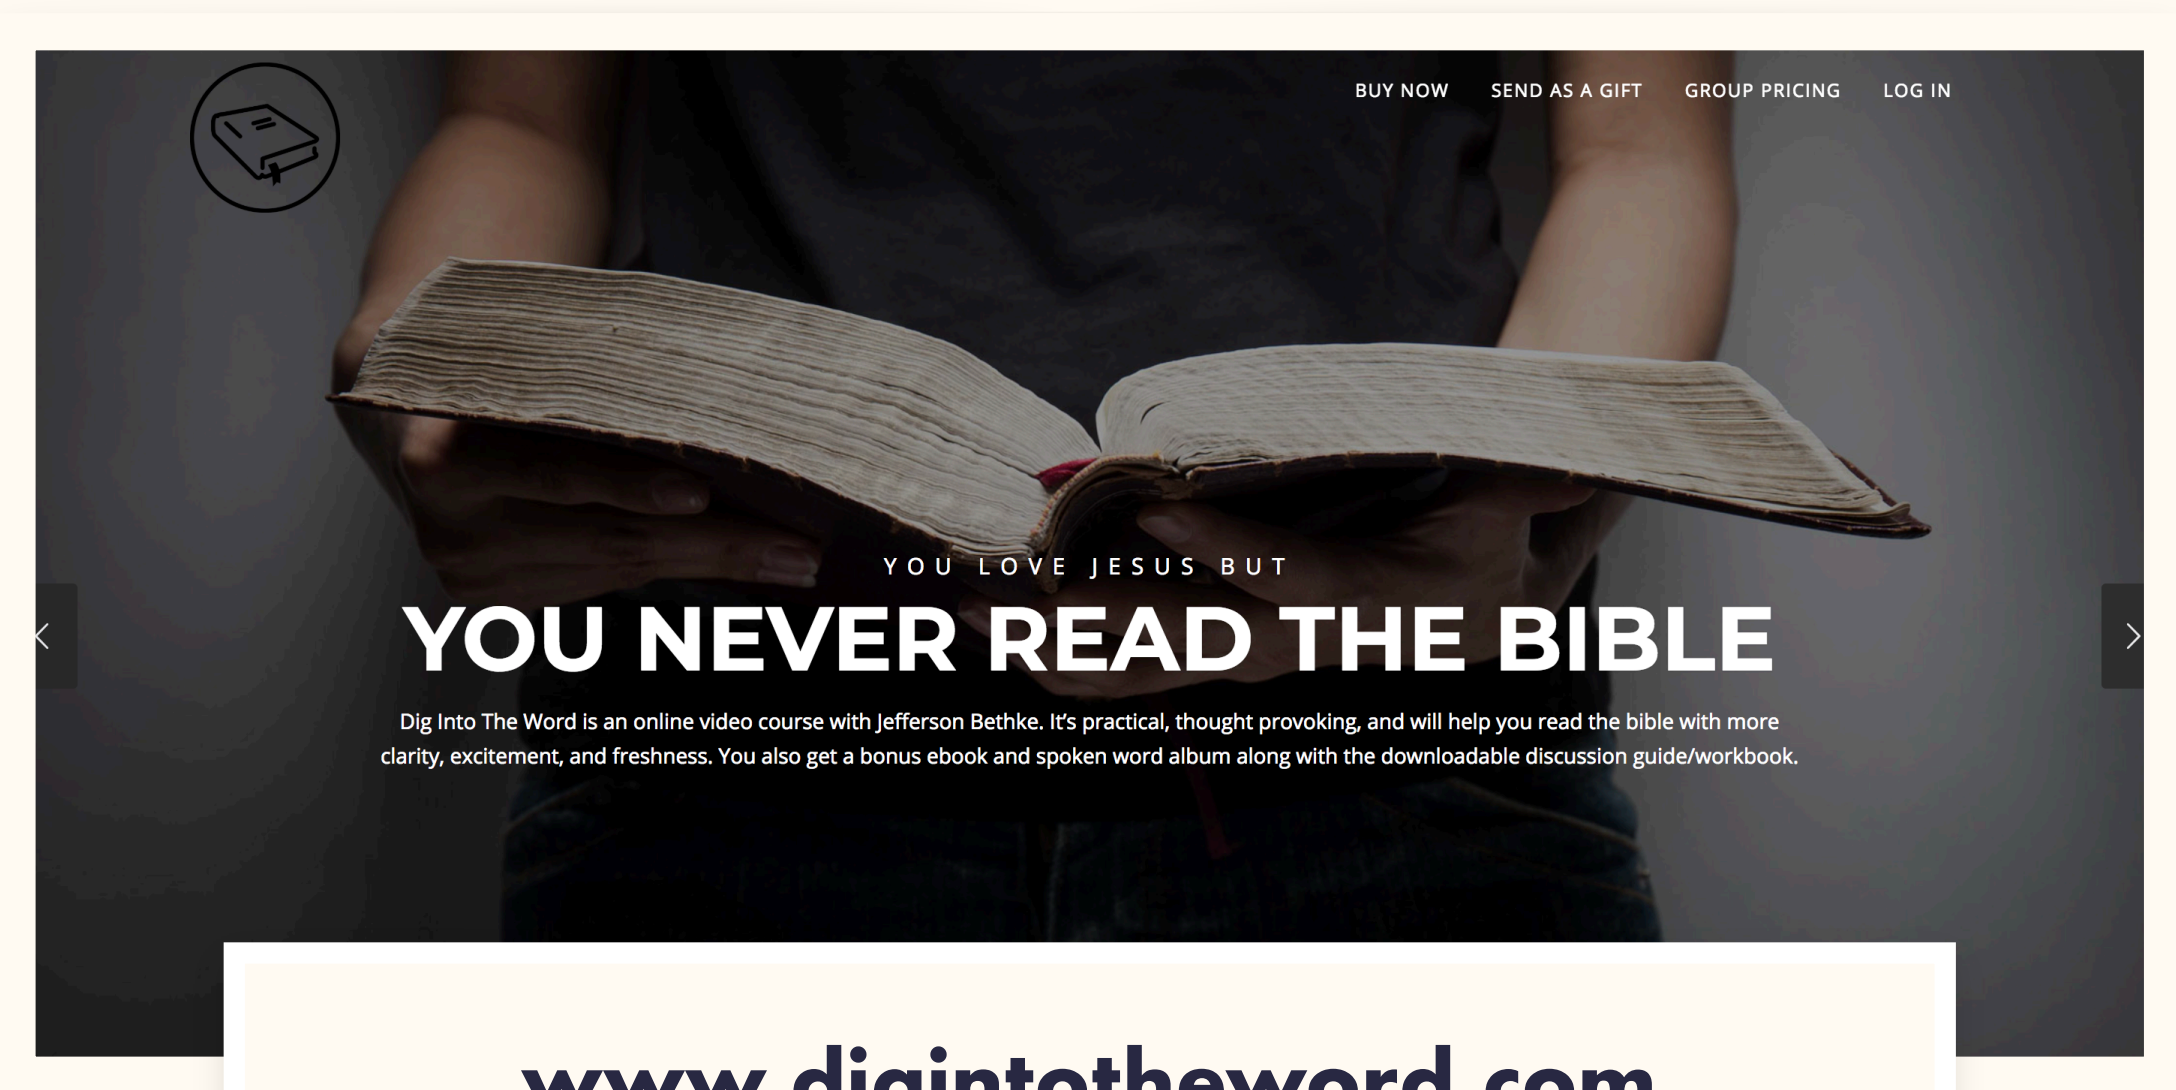 BUY NOW SEND AS A GIFT GROUP PRICING LOG IN
YOU LOVE JESUS BUT
YOU NEVER READ THE BIBLE
Dig Into The Word is an online video course with Jefferson Bethke. It’s practical, thought provoking, and will help you read the bible with more
clarity, excitement, and freshness. You also get a bonus ebook and spoken word album along with the downloadable discussion guide/workbook.
www.digintotheword.com